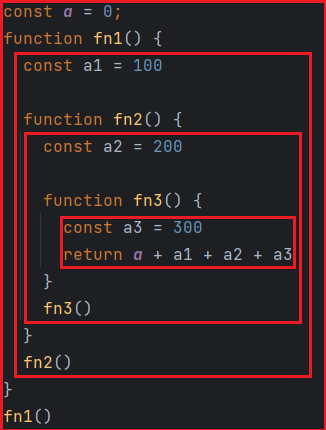 const a = 0;
function fn1() {
const a1 = 100
function fn2() {
const a2 = 200
function fn3() {
const a3 = 300
return a + a1 + a2 + a3
}
fn3()
}
fn2()
}
fn1()